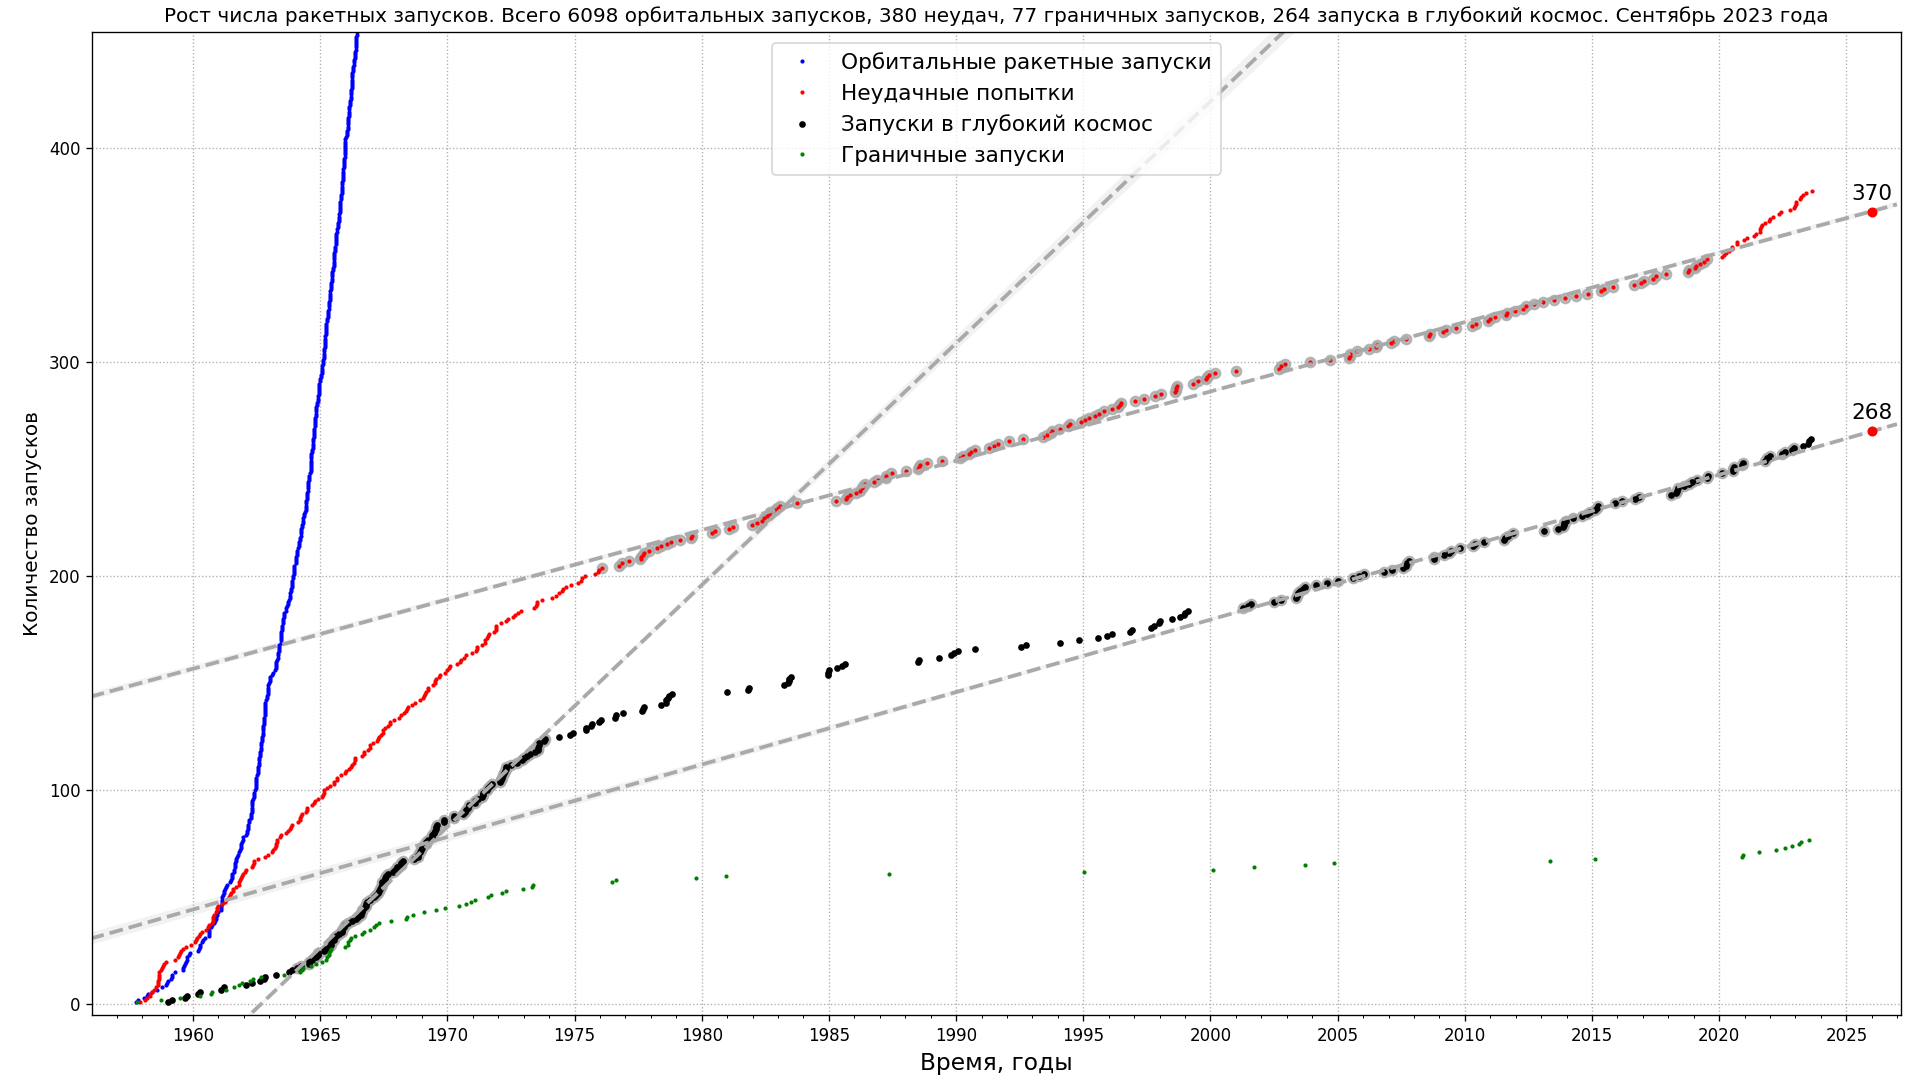 Рост числа ракетных запусков. Всего 6098 орбитальных запусков, 380 неудач, 77 граничных запусков, 264 запуска в глубокий космос. Сентябрь 2023 года
Орбитальные ракетные запуски
Неудачные попытки
Запуски в глубокий космос
Граничные запуски
Количество запусков
400
300
200
100
0
370
268
1960 1965 1970 1975 1980 1985 1990 1995 2000 2005 2010 2015 2020 2025
Время, годы